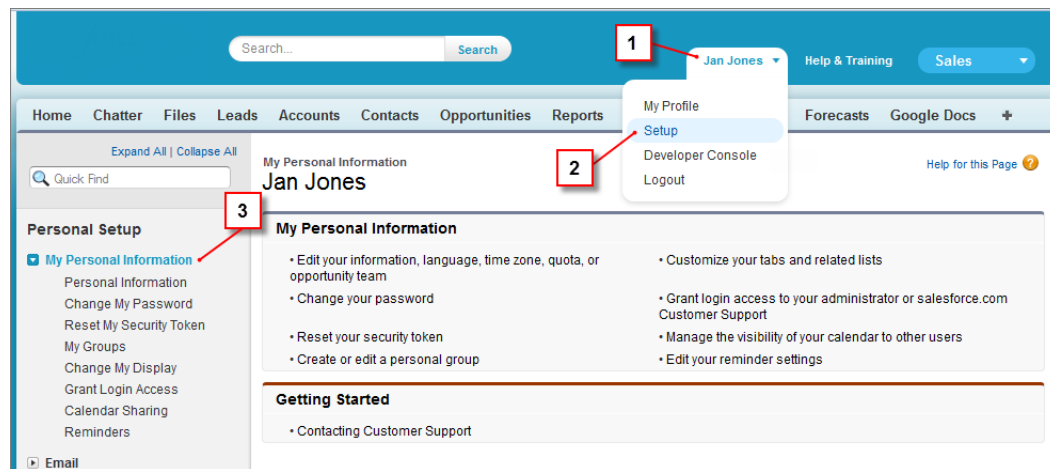 Search... Search
1
Jan Jones
Help & Training
Sales
Home Chatter Files Leads Accounts Contacts Opportunities Reports Forecasts Google Docs +
My Profile
Setup
Developer Console
Logout
2
Expand All | Collapse All
Quick Find
3
Personal Setup
My Personal Information
Personal Information
Change My Password
Reset My Security Token
My Groups
Change My Display
Grant Login Access
Calendar Sharing
Reminders
Email
My Personal Information
Jan Jones
Help for this Page ?
My Personal Information
• Edit your information, language, time zone, quota, or
opportunity team
• Customize your tabs and related lists
• Change your password
• Grant login access to your administrator or salesforce.com
Customer Support
• Reset your security token
• Manage the visibility of your calendar to other users
• Create or edit a personal group
• Edit your reminder settings
Getting Started
• Contacting Customer Support